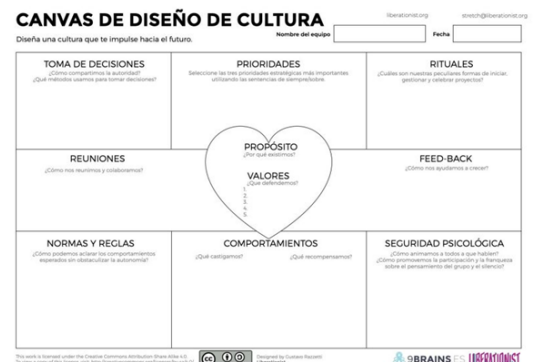 CANVAS DE DISEÑO DE CULTURA
Diseña una cultura que te impulse hacia el futuro.
liberationist.org
stretch@liberationist.org
Nombre del equipo
Fecha
TOMA DE DECISIONES
¿Cómo compartimos la autoridad?
¿Qué métodos usamos para tomar decisiones?
PRIORIDADES
Seleccione las tres prioridades estratégicas más importantes
utilizando las sentencias de siempre/sobre.
RITUALES
¿Cuáles son nuestras peculiares formas de iniciar,
gestionar y celebrar proyectos?
REUNIONES
¿Cómo nos reunimos y colaboramos?
PROPÓSITO
¿Por qué existimos?
VALORES
¿Que defendemos?
1.
2.
3.
4.
5.
FEED-BACK
¿Cómo nos ayudamos a crecer?
NORMAS Y REGLAS
¿Cómo podemos aclarar los comportamientos
esperados sin obstaculizar la autonomía?
COMPORTAMIENTOS
¿Qué castigamos?
¿Qué recompensamos?
SEGURIDAD PSICOLÓGICA
¿Cómo animamos a todos a que hablen?
¿Cómo promovemos la participación y la franqueza
sobre el pensamiento del grupo y el silencio?
This work is licensed under the Creative Commons Attribution Share Alike 4.0
cc
Designed by Gustavo Razzetti
9BRAINS.ES
LIBERATIONIST